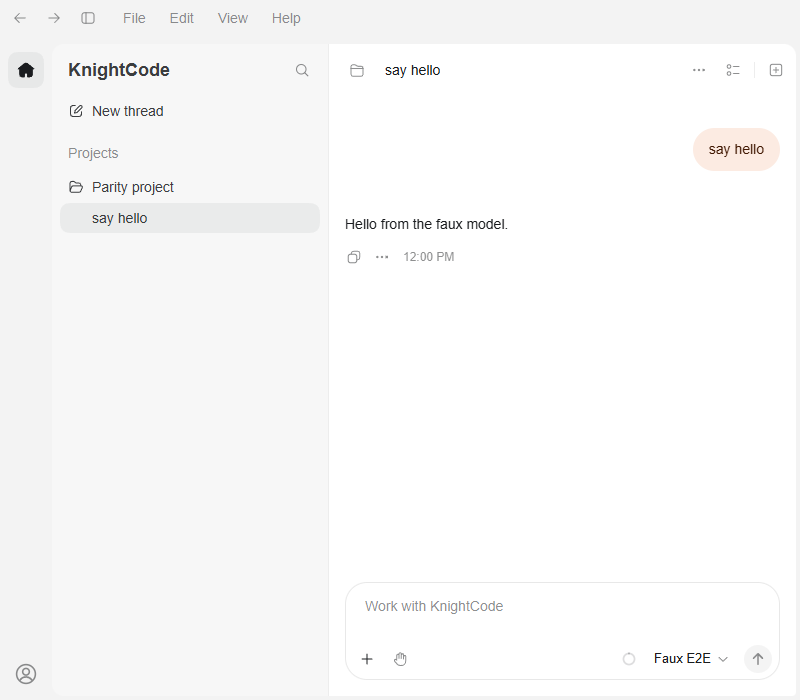 File Edit View Help
KnightCode
New thread
Projects
Parity project
say hello
say hello
say hello
Hello from the faux model.
12:00 PM
Work with KnightCode
Faux E2E